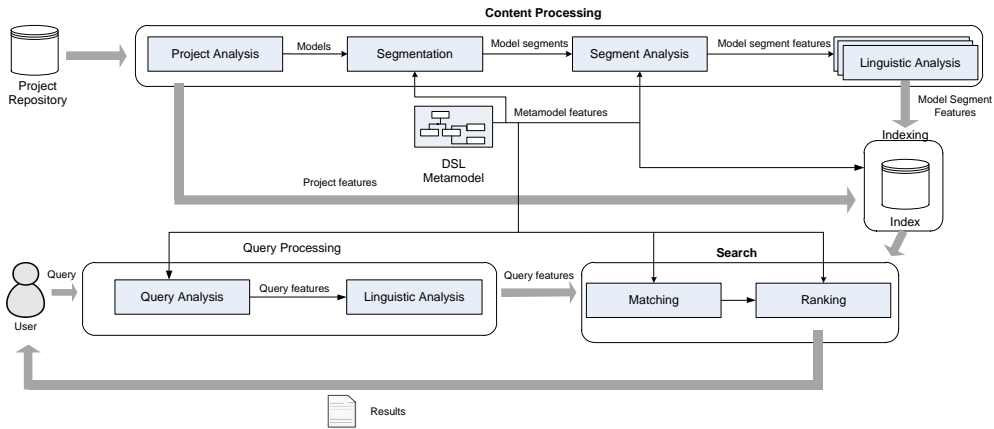 Content Processing
Project Analysis
Models
Segmentation
Model segments
Segment Analysis
Model segment features
Linguistic Analysis
Project
Repository
Model Segment
Features
Metamodel features
DSL
Metamodel
Indexing
Project features
Index
Query Processing
Search
Query
Query Analysis
Query features
Linguistic Analysis
Query features
Matching
Ranking
User
Results